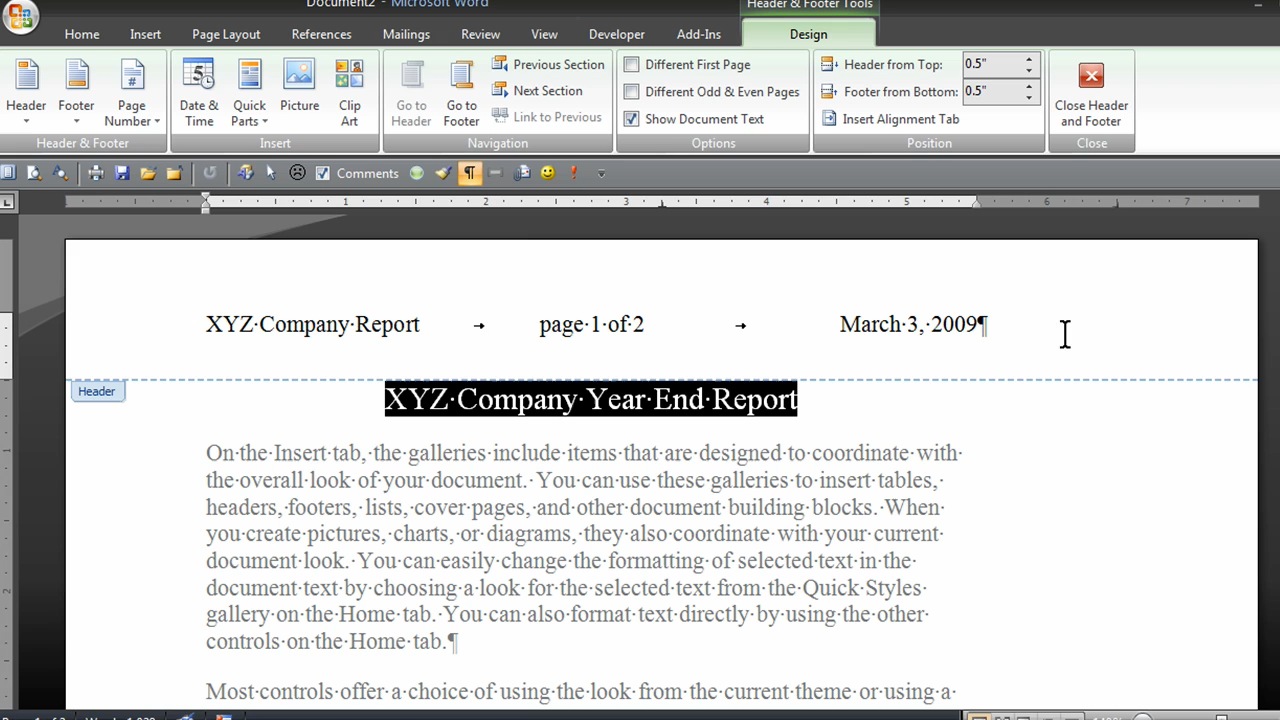 Document2 - Microsoft Word
Header & Footer Tools
Home Insert Page Layout References Mailings Review View Developer Add-Ins Design
Header
Footer
Page Number
Header & Footer
Date & Time
Quick Parts
Picture
Clip Art
Insert
Go to Header
Go to Footer
Previous Section
Next Section
Link to Previous
Navigation
Different First Page
Different Odd & Even Pages
Show Document Text
Options
Header from Top: 0.5"
Footer from Bottom: 0.5"
Insert Alignment Tab
Position
Close Header and Footer
Close
Comments
1 2 3 4 5 6 7
XYZ·Company·Report → page·1·of·2 → March·3,·2009¶
Header
XYZ·Company·Year·End·Report
On·the·Insert·tab,·the·galleries·include·items·that·are·designed·to·coordinate·with·
the·overall·look·of·your·document.··You·can·use·these·galleries·to·insert·tables,·
headers,·footers,·lists,·cover·pages,·and·other·document·building·blocks.··When·
you·create·pictures,·charts,·or·diagrams,·they·also·coordinate·with·your·current·
document·look.··You·can·easily·change·the·formatting·of·selected·text·in·the·
document·text·by·choosing·a·look·for·the·selected·text·from·the·Quick·Styles·
gallery·on·the·Home·tab.··You·can·also·format·text·directly·by·using·the·other·
controls·on·the·Home·tab.¶
Most·controls·offer·a·choice·of·using·the·look·from·the·current·theme·or·using·a·